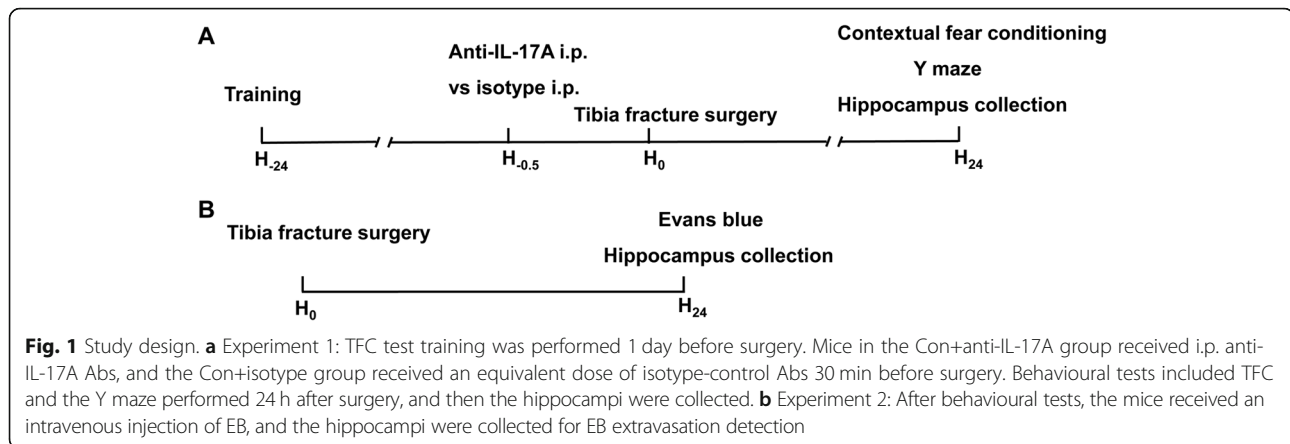 A
Contextual fear conditioning
Anti-IL-17A i.p.
Y maze
Training
vs isotype i.p.
Tibia fracture surgery
Hippocampus collection
H-24
H-0.5
H0
H24
B
Evans blue
Tibia fracture surgery
Hippocampus collection
H0
H24
Fig. 1 Study design. a Experiment 1: TFC test training was performed 1 day before surgery. Mice in the Con+anti-IL-17A group received i.p. anti-
IL-17A Abs, and the Con+isotype group received an equivalent dose of isotype-control Abs 30 min before surgery. Behavioural tests included TFC
and the Y maze performed 24 h after surgery, and then the hippocampi were collected. b Experiment 2: After behavioural tests, the mice received an
intravenous injection of EB, and the hippocampi were collected for EB extravasation detection